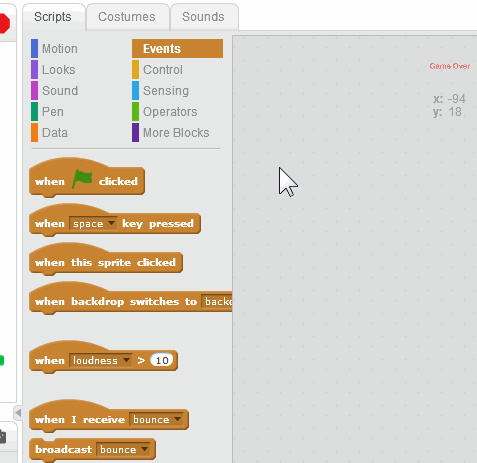 Scripts Costumes Sounds
Motion Events
Looks Control
Sound Sensing
Pen Operators
Data More Blocks
Game Over
x: -94
y: 18
when clicked
when space key pressed
when this sprite clicked
when backdrop switches to
when loudness > 10
when I receive bounce
broadcast bounce